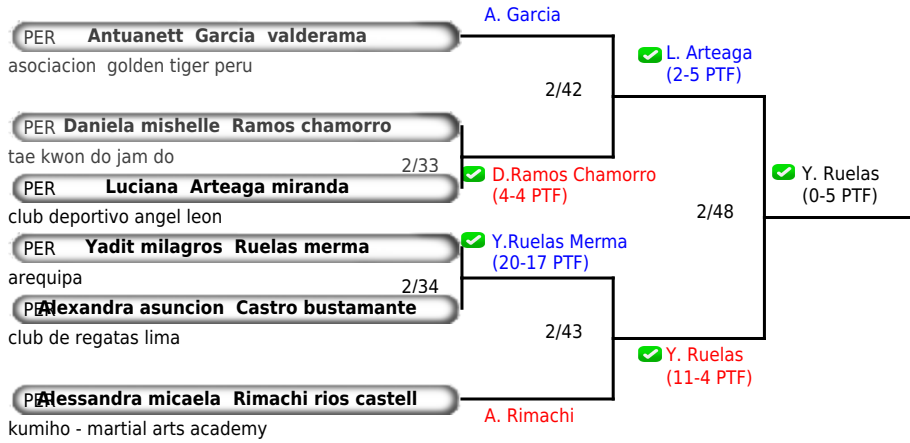 A. Garcia
PER Antuanett Garcia valderama
asociacion golden tiger peru
L. Arteaga
(2-5 PTF)
2/42
PER Daniela mishelle Ramos chamorro
tae kwon do jam do
2/33
D.Ramos Chamorro
(4-4 PTF)
PER Luciana Arteaga miranda
club deportivo angel leon
Y. Ruelas
(0-5 PTF)
2/48
PER Yadit milagros Ruelas merma
arequipa
Y.Ruelas Merma
(20-17 PTF)
2/34
PER Alexandra asuncion Castro bustamante
club de regatas lima
2/43
Y. Ruelas
(11-4 PTF)
PER Alessandra micaela Rimachi rios castell
kumiho - martial arts academy
A. Rimachi